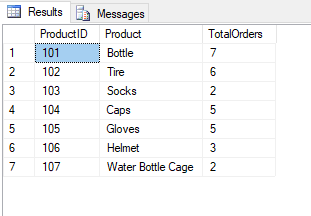 Results Messages
ProductID Product TotalOrders
1 101 Bottle 7
2 102 Tire 6
3 103 Socks 2
4 104 Caps 5
5 105 Gloves 5
6 106 Helmet 3
7 107 Water Bottle Cage 2